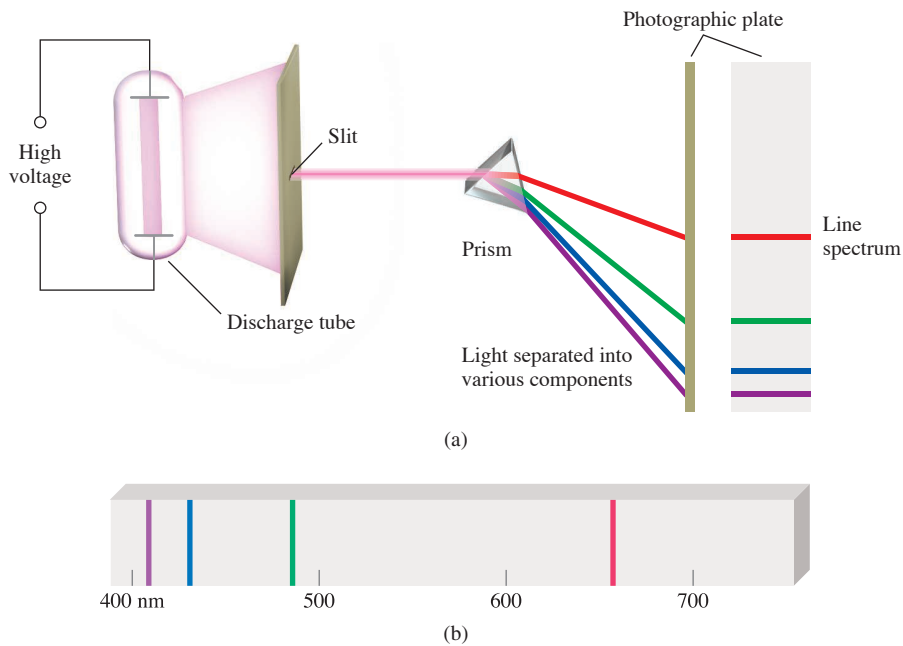 Photographic plate
High
voltage
Slit
Line
spectrum
Prism
Discharge tube
Light separated into
various components
(a)
400 nm
500
600
700
(b)